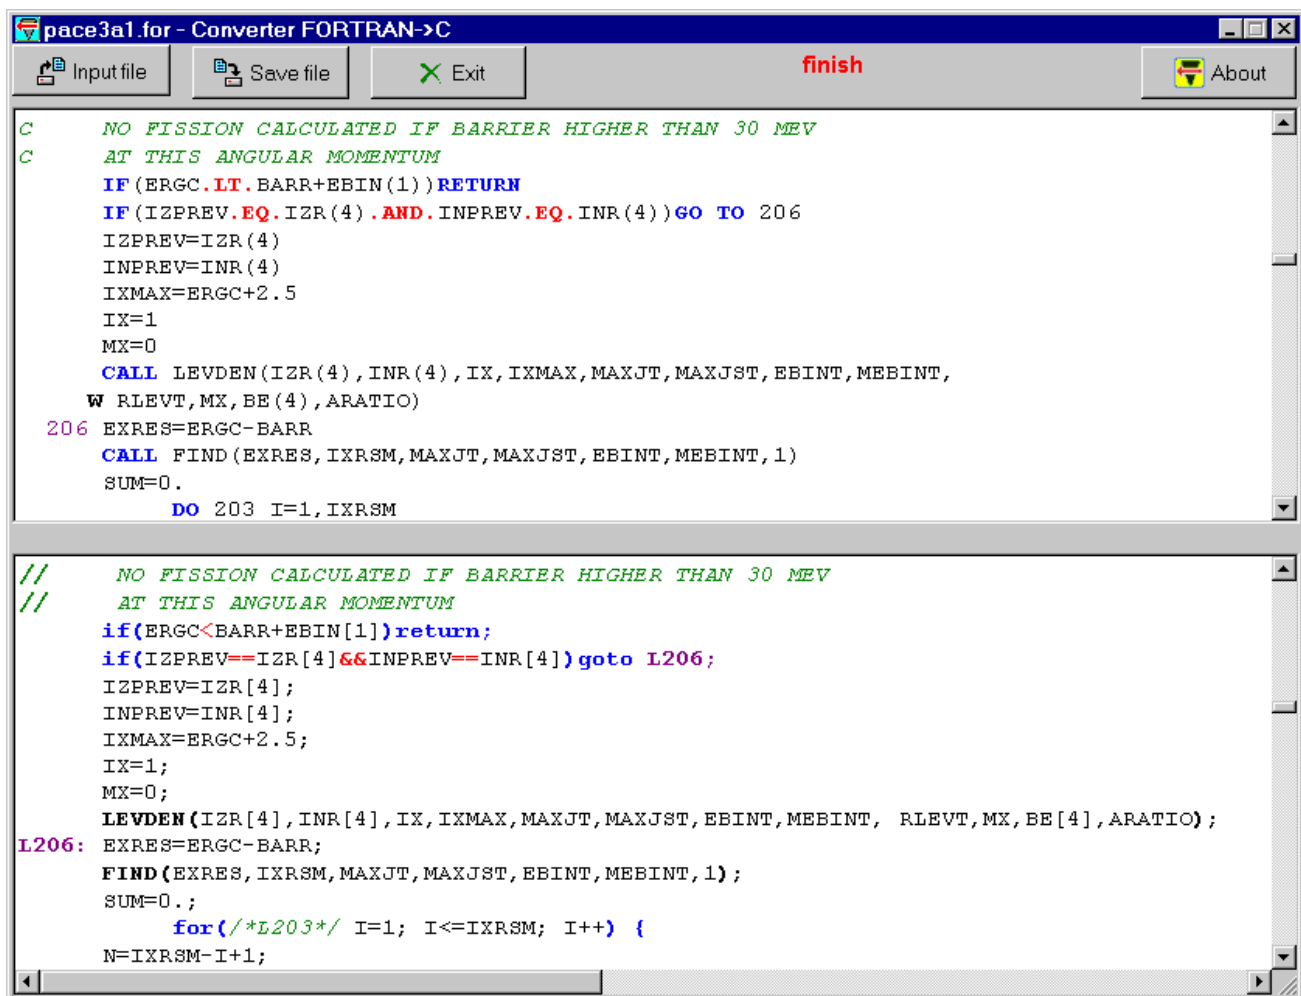 pace3a1.for - Converter FORTRAN->C
Input file Save file Exit finish About
C NO FISSION CALCULATED IF BARRIER HIGHER THAN 30 MEV
C AT THIS ANGULAR MOMENTUM
IF(ERGC.LT.BARR+EBIN(1))RETURN
IF(IZPREV.EQ.IZR(4).AND.INPREV.EQ.INR(4))GO TO 206
IZPREV=IZR(4)
INPREV=INR(4)
IXMAX=ERGC+2.5
IX=1
MX=0
CALL LEVDEN(IZR(4),INR(4),IX,IXMAX,MAXJT,MAXJST,EBINT,MEBINT,
W RLEVT,MX,BE(4),ARATIO)
206 EXRES=ERGC-BARR
CALL FIND(EXRES,IXRSM,MAXJT,MAXJST,EBINT,MEBINT,1)
SUM=0.
DO 203 I=1,IXRSM
// NO FISSION CALCULATED IF BARRIER HIGHER THAN 30 MEV
// AT THIS ANGULAR MOMENTUM
if(ERGC<BARR+EBIN[1])return;
if(IZPREV==IZR[4]&&INPREV==INR[4])goto L206;
IZPREV=IZR[4];
INPREV=INR[4];
IXMAX=ERGC+2.5;
IX=1;
MX=0;
LEVDEN(IZR[4],INR[4],IX,IXMAX,MAXJT,MAXJST,EBINT,MEBINT, RLEVT,MX,BE[4],ARATIO);
L206: EXRES=ERGC-BARR;
FIND(EXRES,IXRSM,MAXJT,MAXJST,EBINT,MEBINT,1);
SUM=0.;
for(/*L203*/ I=1; I<=IXRSM; I++) {
N=IXRSM-I+1;